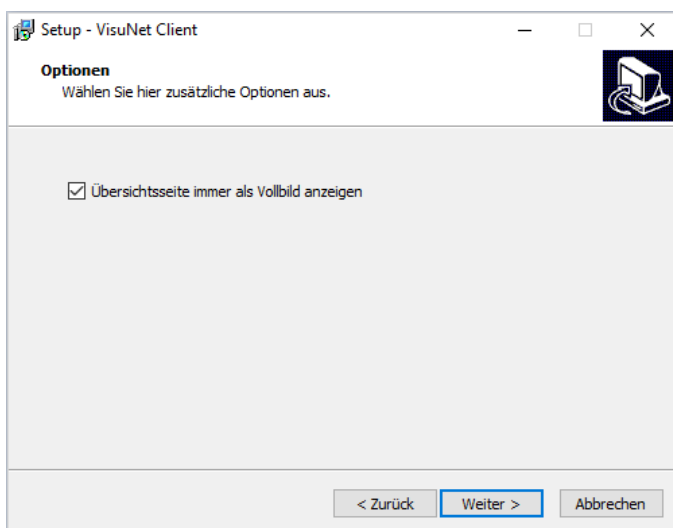 Setup - VisuNet Client
Optionen
Wählen Sie hier zusätzliche Optionen aus.
Übersichtsseite immer als Vollbild anzeigen
< Zurück Weiter > Abbrechen